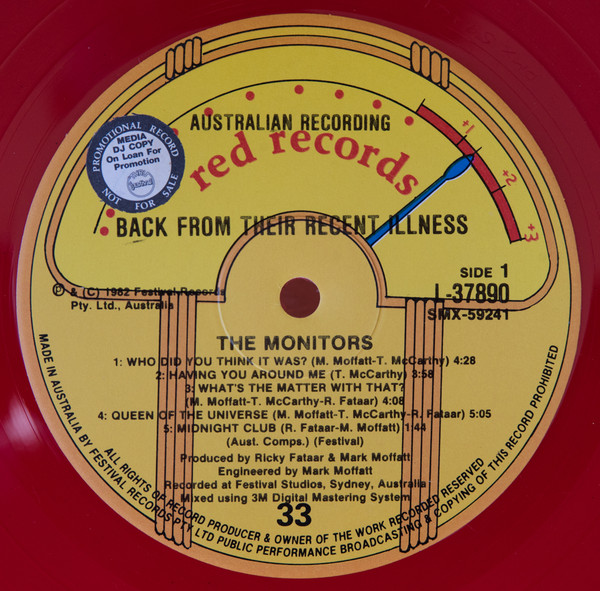 PROMOTIONAL RECORD
MEDIA
DJ COPY
On Loan For
Promotion
Festival
NOT FOR SALE
AUSTRALIAN RECORDING
red records
+1
+2
+3
BACK FROM THEIR RECENT ILLNESS
SIDE 1
L-37890
SMX-59241
℗ & (C) 1982 Festival Records
Pty. Ltd., Australia
THE MONITORS
1: WHO DID YOU THINK IT WAS? (M. Moffatt-T. McCarthy) 4:28
2: HAVING YOU AROUND ME (T. McCarthy) 3:58
3: WHAT'S THE MATTER WITH THAT?
(M. Moffatt-T. McCarthy-R. Fataar) 4:08
4: QUEEN OF THE UNIVERSE (M. Moffatt-T. McCarthy-R. Fataar) 5:05
5: MIDNIGHT CLUB (R. Fataar-M. Moffatt) 1:44
(Aust. Comps.) (Festival)
Produced by Ricky Fataar & Mark Moffatt
Engineered by Mark Moffatt
Recorded at Festival Studios, Sydney, Australia
Mixed using 3M Digital Mastering System
33
ALL RIGHTS OF RECORD PRODUCER & OWNER OF THE WORK RECORDED RESERVED
MADE IN AUSTRALIA BY FESTIVAL RECORDS PTY LTD PUBLIC PERFORMANCE BROADCASTING & COPYING OF THIS RECORD PROHIBITED